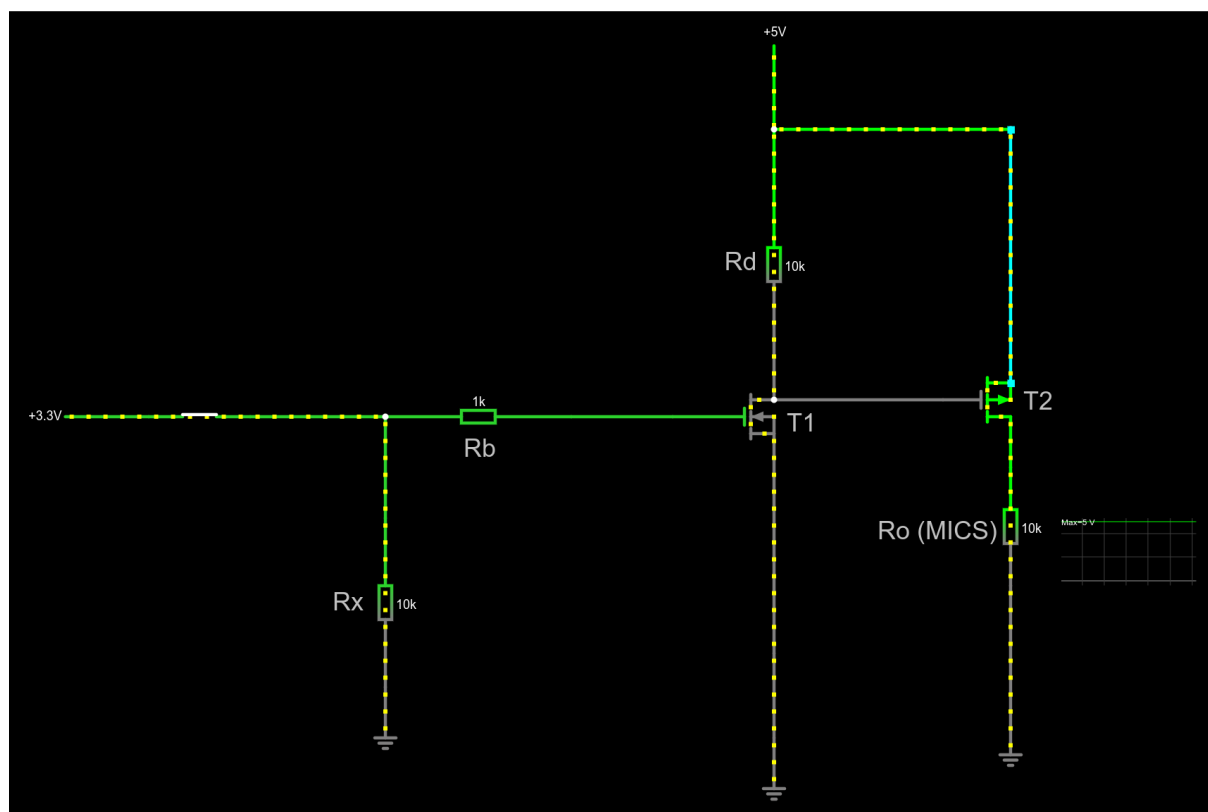 +5V
Rd
10k
+3.3V
1k
Rb
T1
T2
Ro (MICS)
10k
Max=5 V
Rx
10k